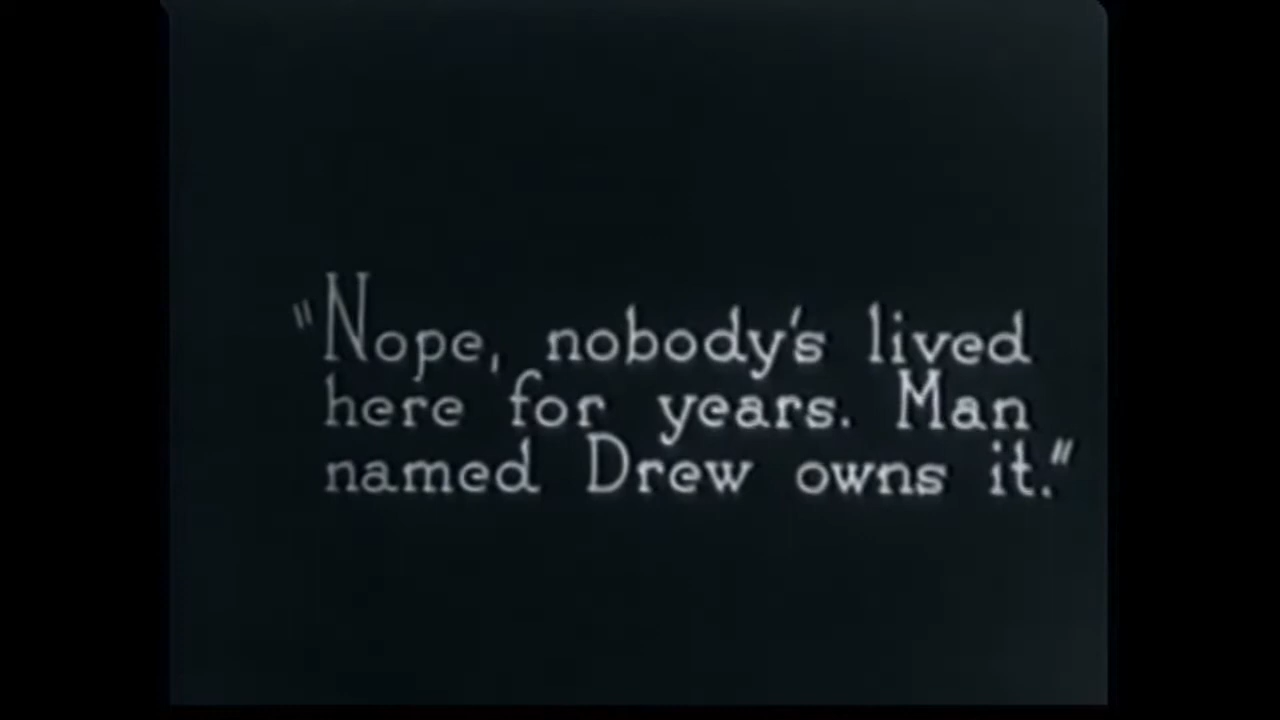 "Nope, nobody's lived
here for years. Man
named Drew owns it."